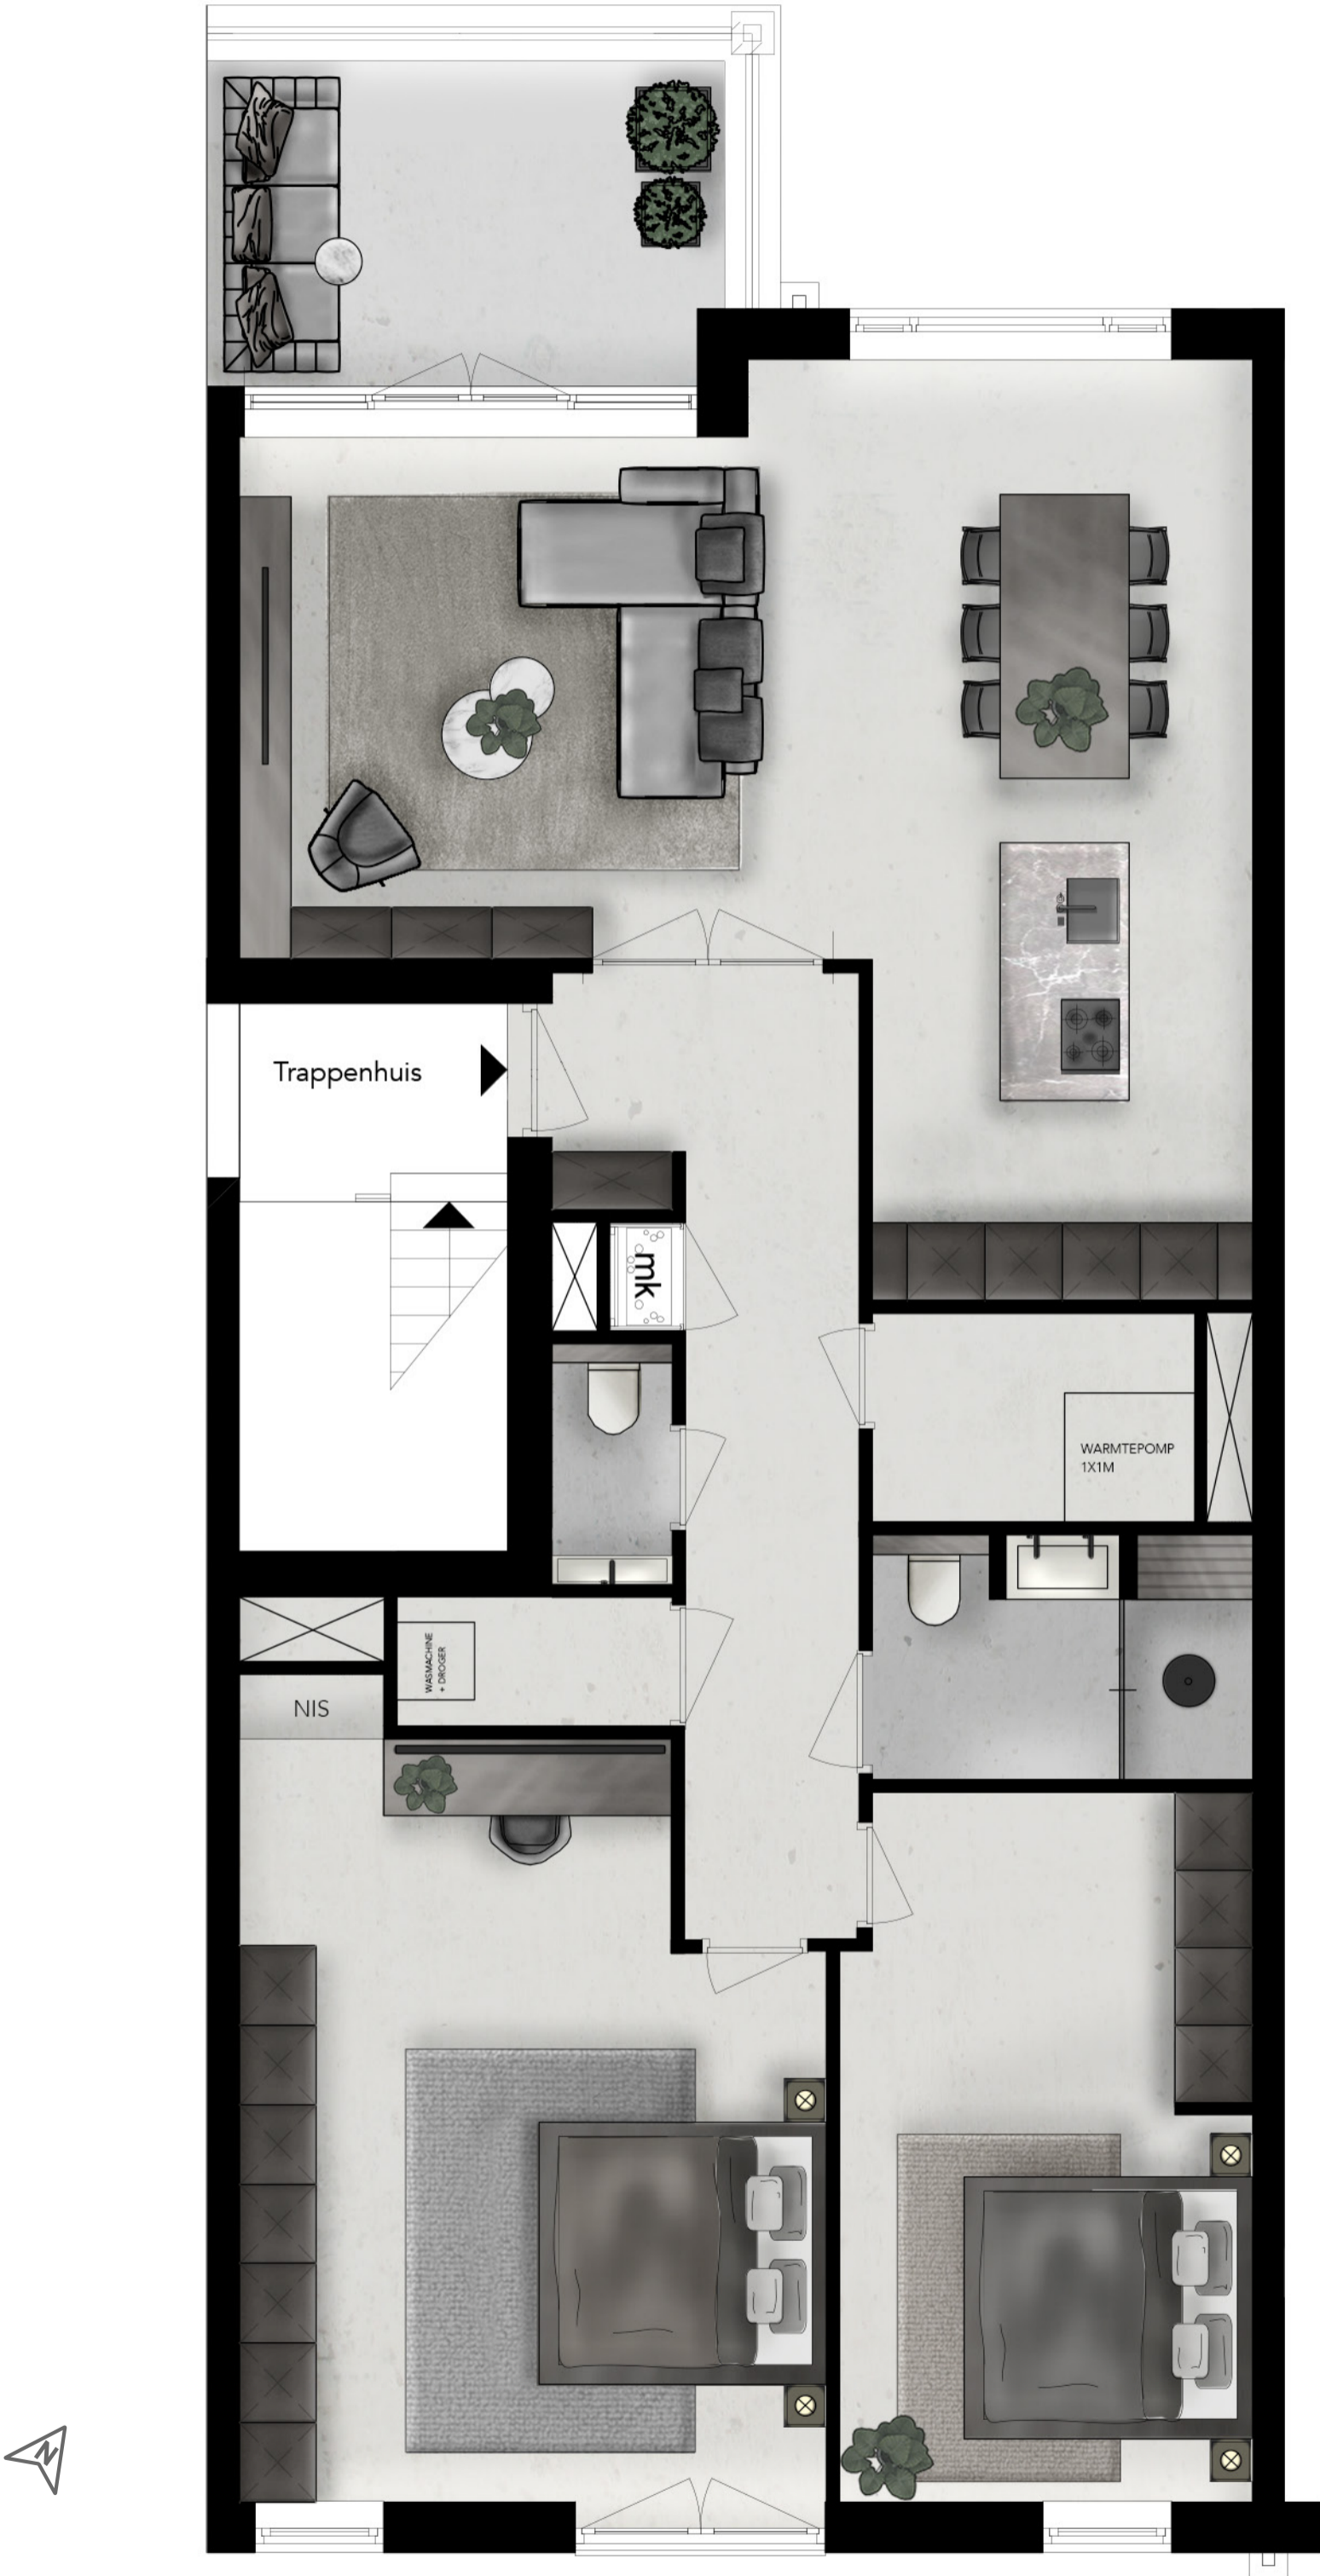 Trappenhuis
mk
WARMTEPOMP
1X1M
WASMACHINE
+ DROGER
NIS
N